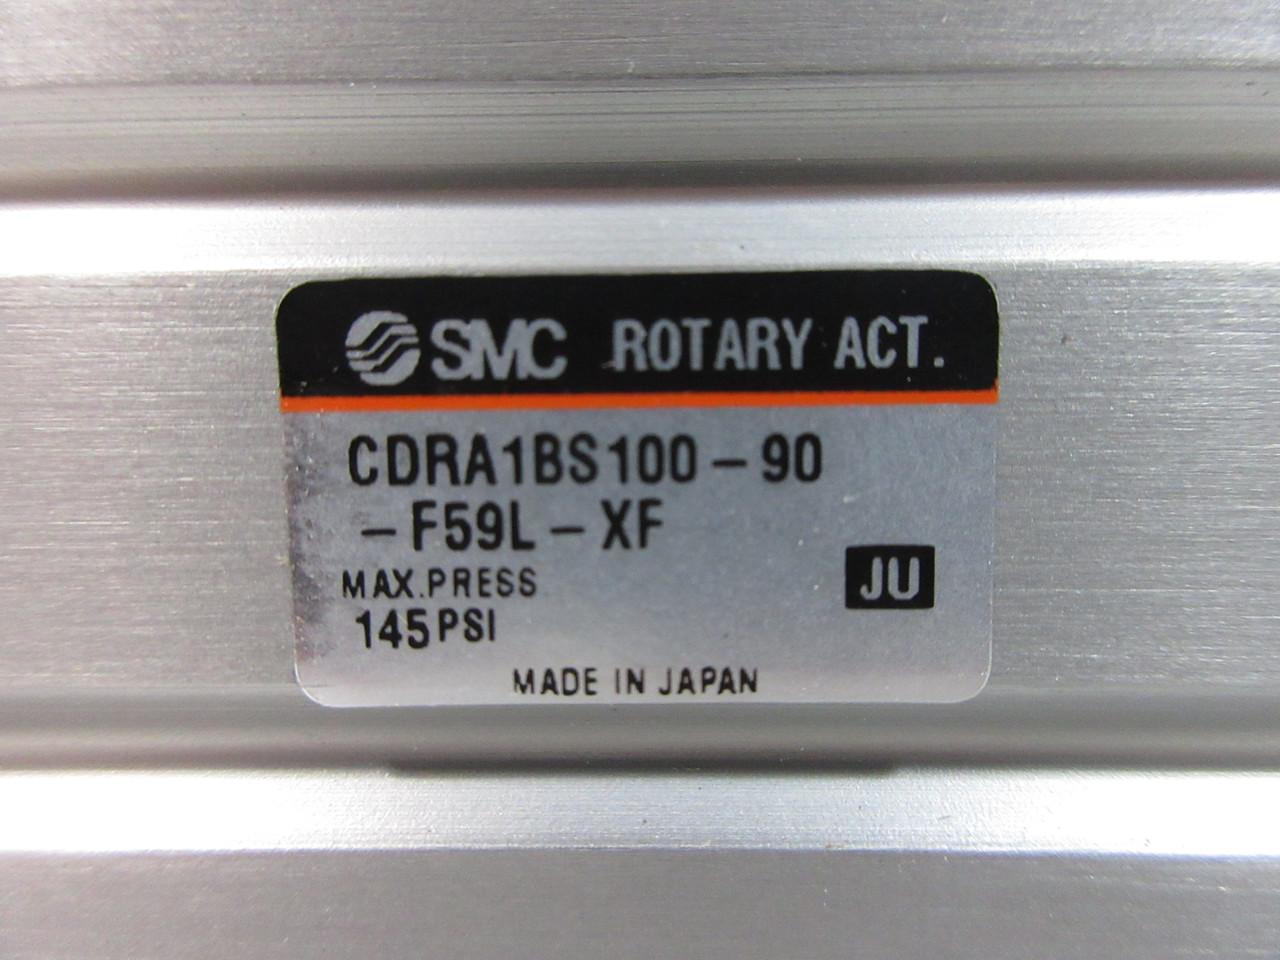 SMC ROTARY ACT.
CDRA1BS100-90
-F59L-XF
MAX.PRESS
JU
145PSI
MADE IN JAPAN